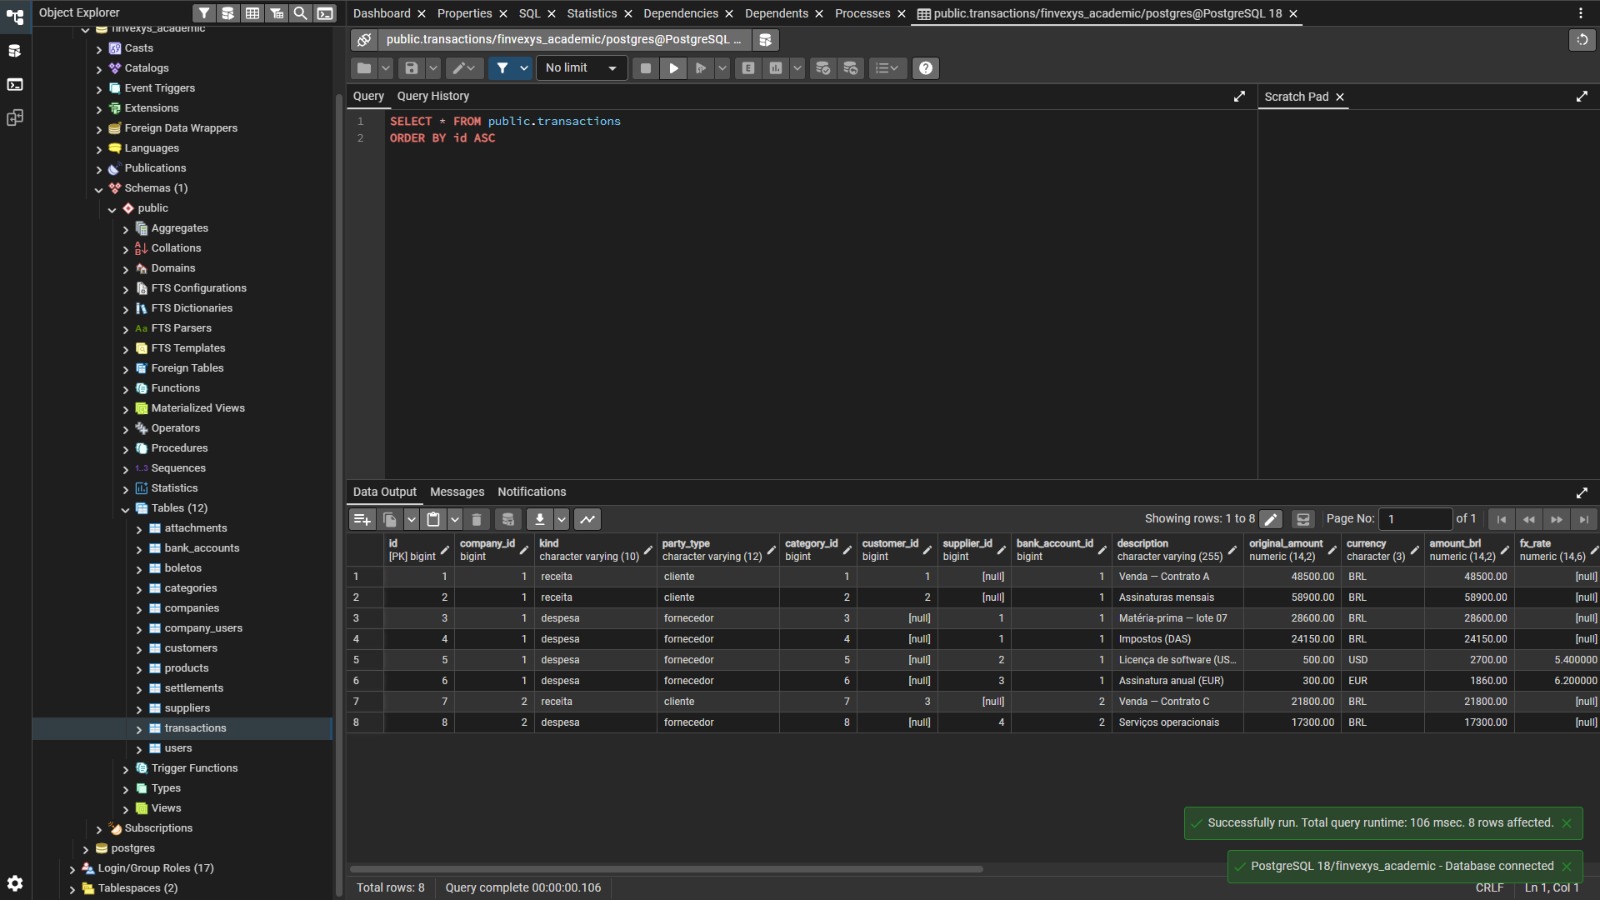 Object Explorer
finvexys_academic
Casts
Catalogs
Event Triggers
Extensions
Foreign Data Wrappers
Languages
Publications
Schemas (1)
public
Aggregates
Collations
Domains
FTS Configurations
FTS Dictionaries
FTS Parsers
FTS Templates
Foreign Tables
Functions
Materialized Views
Operators
Procedures
Sequences
Statistics
Tables (12)
attachments
bank_accounts
boletos
categories
companies
company_users
customers
products
settlements
suppliers
transactions
users
Trigger Functions
Types
Views
Subscriptions
postgres
Login/Group Roles (17)
Tablespaces (2)
Dashboard Properties SQL Statistics Dependencies Dependents Processes public.transactions/finvexys_academic/postgres@PostgreSQL 18
public.transactions/finvexys_academic/postgres@PostgreSQL ...
No limit
Query Query History
Scratch Pad
1 SELECT * FROM public.transactions
2 ORDER BY id ASC
Data Output Messages Notifications
Showing rows: 1 to 8 Page No: 1 of 1
id company_id kind party_type category_id customer_id supplier_id bank_account_id description original_amount currency amount_brl fx_rate
[PK] bigint bigint character varying (10) character varying (12) bigint bigint bigint bigint character varying (255) numeric (14,2) character (3) numeric (14,2) numeric (14,6)
1 1 1 receita cliente 1 1 [null] 1 Venda — Contrato A 48500.00 BRL 48500.00 [null]
2 2 1 receita cliente 2 2 [null] 1 Assinaturas mensais 58900.00 BRL 58900.00 [null]
3 3 1 despesa fornecedor 3 [null] 1 1 Matéria-prima — lote 07 28600.00 BRL 28600.00 [null]
4 4 1 despesa fornecedor 4 [null] 1 1 Impostos (DAS) 24150.00 BRL 24150.00 [null]
5 5 1 despesa fornecedor 5 [null] 2 1 Licença de software (US... 500.00 USD 2700.00 5.400000
6 6 1 despesa fornecedor 6 [null] 3 1 Assinatura anual (EUR) 300.00 EUR 1860.00 6.200000
7 7 2 receita cliente 7 3 [null] 2 Venda — Contrato C 21800.00 BRL 21800.00 [null]
8 8 2 despesa fornecedor 8 [null] 4 2 Serviços operacionais 17300.00 BRL 17300.00 [null]
Successfully run. Total query runtime: 106 msec. 8 rows affected.
PostgreSQL 18/finvexys_academic - Database connected
Total rows: 8 Query complete 00:00:00.106
CRLF Ln 1, Col 1